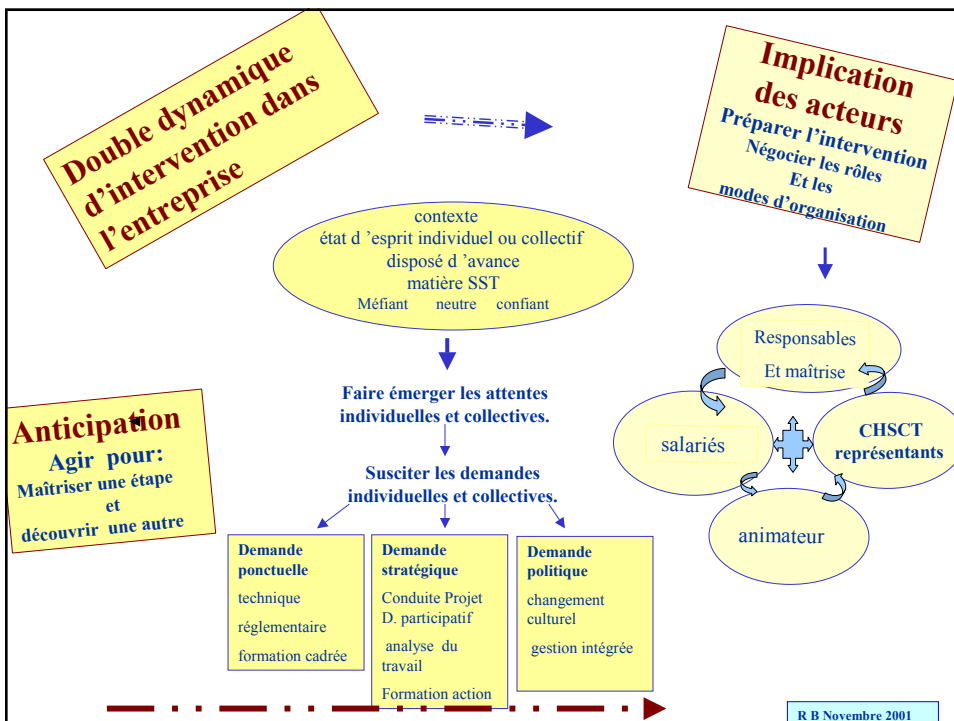 Double dynamique
d'intervention dans
l'entreprise
Implication
des acteurs
Préparer l'intervention
Négocier les rôles
Et les
modes d'organisation
contexte
état d 'esprit individuel ou collectif
disposé d 'avance
matière SST
Méfiant neutre confiant
Faire émerger les attentes
individuelles et collectives.
Susciter les demandes
individuelles et collectives.
Anticipation
Agir pour:
Maîtriser une étape
et
découvrir une autre
Demande
ponctuelle
technique
réglementaire
formation cadrée
Demande
stratégique
Conduite Projet
D. participatif
analyse du
travail
Formation action
Demande
politique
changement
culturel
gestion intégrée
Responsables
Et maîtrise
salariés
CHSCT
représentants
animateur
R B Novembre 2001